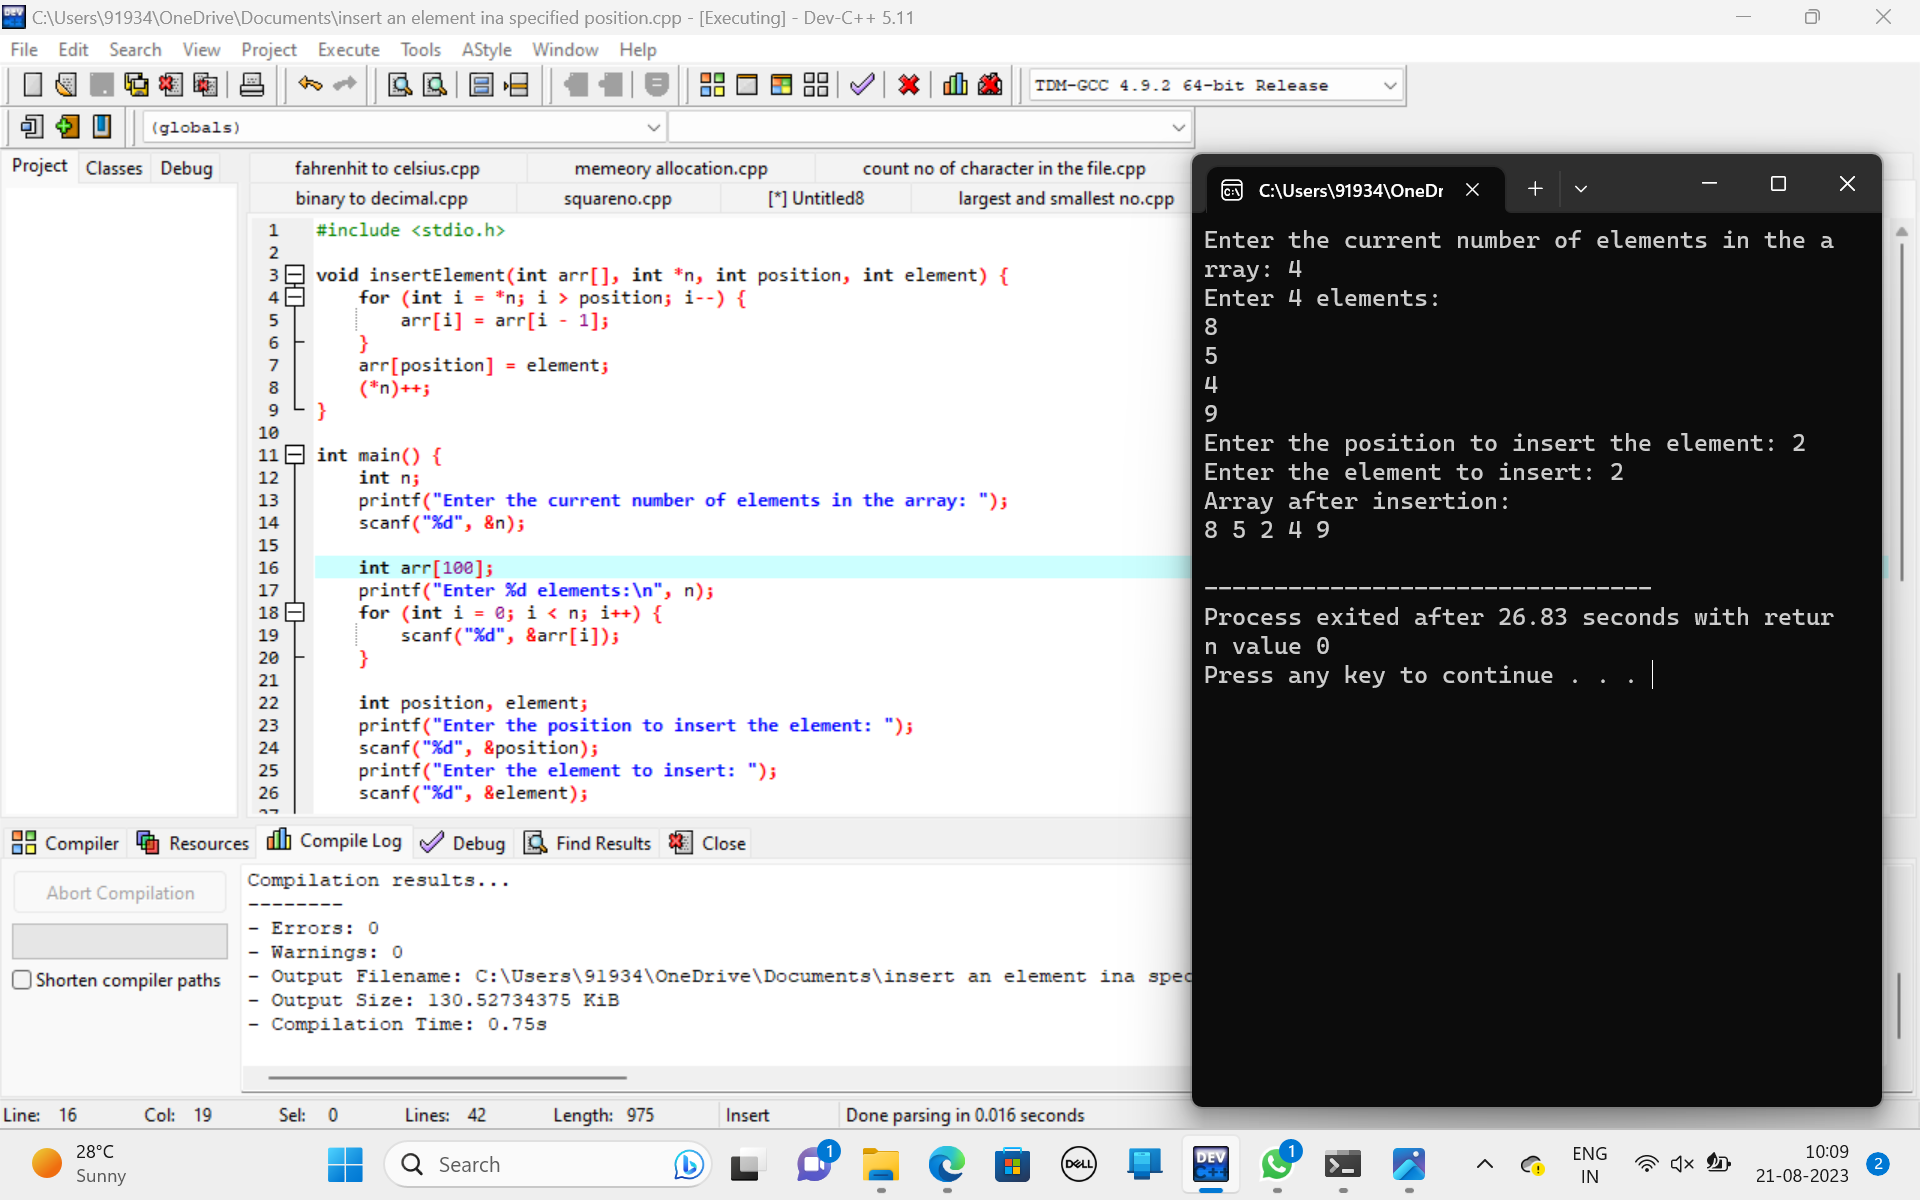 C:\Users\91934\OneDrive\Documents\insert an element ina specified position.cpp - [Executing] - Dev-C++ 5.11
File Edit Search View Project Execute Tools AStyle Window Help
TDM-GCC 4.9.2 64-bit Release
(globals)
Project Classes Debug
fahrenhit to celsius.cpp memeory allocation.cpp count no of character in the file.cpp
binary to decimal.cpp squareno.cpp [*] Untitled8 largest and smallest no.cpp
1 #include <stdio.h>
2
3 void insertElement(int arr[], int *n, int position, int element) {
4 for (int i = *n; i > position; i--) {
5 arr[i] = arr[i - 1];
6 }
7 arr[position] = element;
8 (*n)++;
9 }
10
11 int main() {
12 int n;
13 printf("Enter the current number of elements in the array: ");
14 scanf("%d", &n);
15
16 int arr[100];
17 printf("Enter %d elements:\n", n);
18 for (int i = 0; i < n; i++) {
19 scanf("%d", &arr[i]);
20 }
21
22 int position, element;
23 printf("Enter the position to insert the element: ");
24 scanf("%d", &position);
25 printf("Enter the element to insert: ");
26 scanf("%d", &element);
C:\Users\91934\OneDr
Enter the current number of elements in the a
rray: 4
Enter 4 elements:
8
5
4
9
Enter the position to insert the element: 2
Enter the element to insert: 2
Array after insertion:
8 5 2 4 9
--------------------------------
Process exited after 26.83 seconds with retur
n value 0
Press any key to continue . . .
Compiler Resources Compile Log Debug Find Results Close
Abort Compilation
Shorten compiler paths
Compilation results...
--------
- Errors: 0
- Warnings: 0
- Output Filename: C:\Users\91934\OneDrive\Documents\insert an element ina spec
- Output Size: 130.52734375 KiB
- Compilation Time: 0.75s
Line: 16 Col: 19 Sel: 0 Lines: 42 Length: 975 Insert Done parsing in 0.016 seconds
28°C
Sunny
Search
1
DELL
DEV
C++
1
ENG
IN
10:09
21-08-2023
2